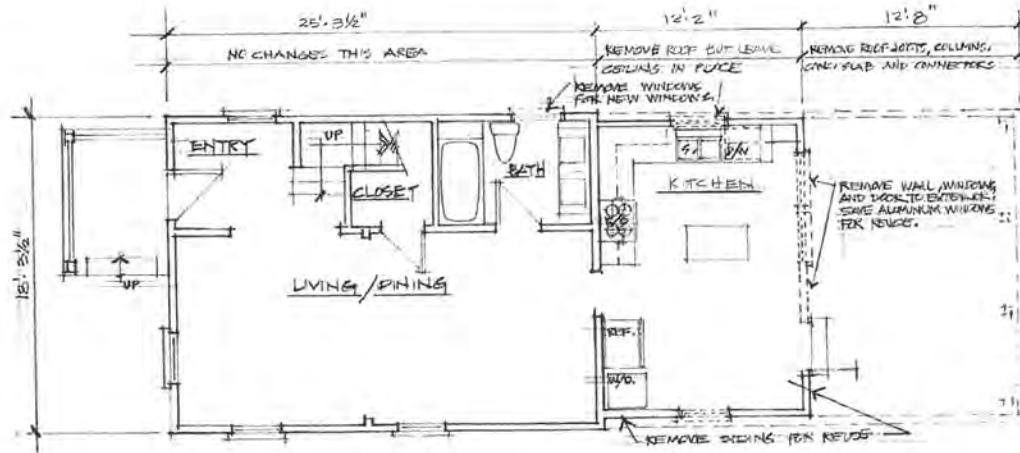 25'-3½"
12'-2"
12'-8"
NO CHANGES THIS AREA
REMOVE ROOF BUT LEAVE
CEILING IN PLACE
REMOVE ROOF JOISTS, COLUMNS,
CONC. SLAB AND CONNECTORS
REMOVE WINDOWS
FOR NEW WINDOWS.
ENTRY
UP
CLOSET
BATH
S.
D/W
KITCHEN
REMOVE WALL, WINDOWS
AND DOOR TO EXTERIOR.
SAVE ALUMINUM WINDOWS
FOR REUSE.
18'-3½"
UP
LIVING/DINING
REF.
W/D.
REMOVE SIDING FOR REUSE